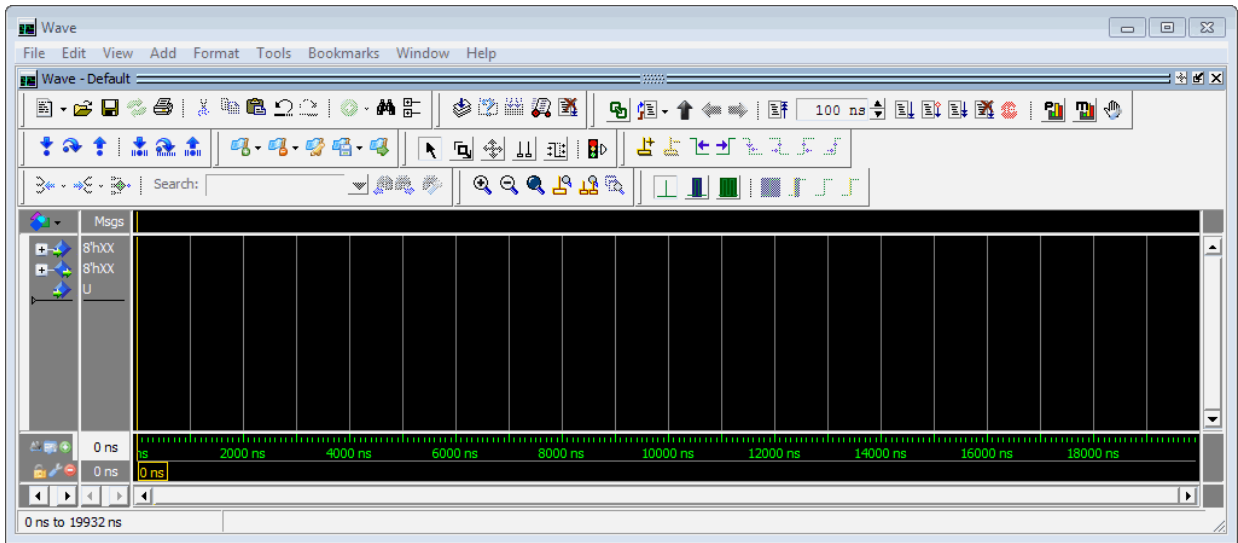 Wave
File Edit View Add Format Tools Bookmarks Window Help
Wave - Default
100 ns
Search:
Msgs
8'hXX
8'hXX
U
0 ns
ns 2000 ns 4000 ns 6000 ns 8000 ns 10000 ns 12000 ns 14000 ns 16000 ns 18000 ns
0 ns 0 ns
0 ns to 19932 ns